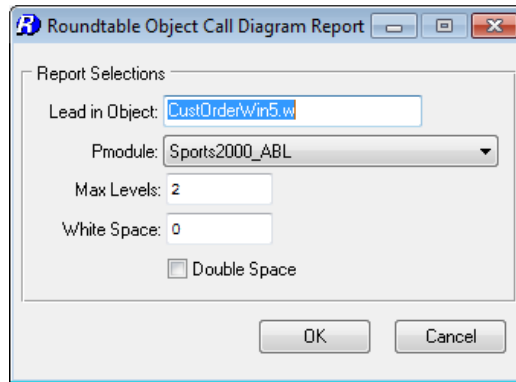 R Roundtable Object Call Diagram Report
Report Selections
Lead in Object: CustOrderWin5.w
Pmodule: Sports2000_ABL
Max Levels: 2
White Space: 0
Double Space
OK Cancel